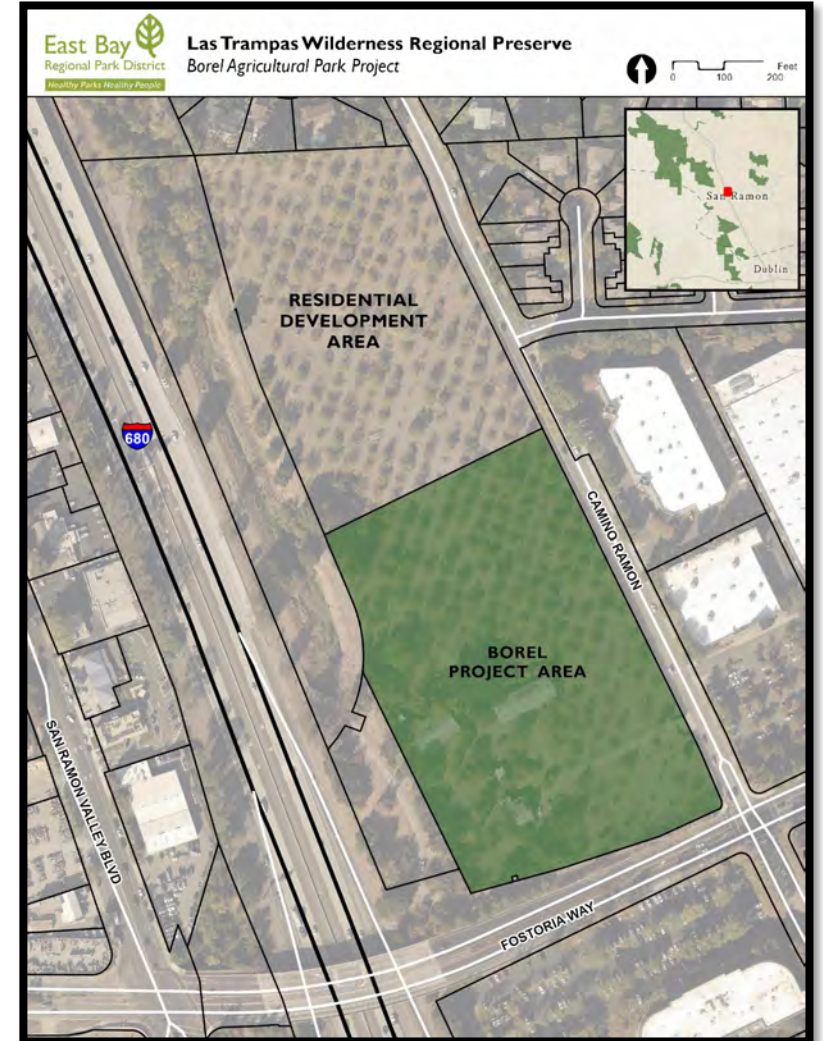 East Bay
Regional Park District
Healthy Parks Healthy People
Las Trampas Wilderness Regional Preserve
Borel Agricultural Park Project
Feet
0 100 200
San Ramon
Dublin
RESIDENTIAL
DEVELOPMENT
AREA
680
CAMINO RAMON
BOREL
PROJECT AREA
SAN RAMON VALLEY BLVD
FOSTORIA WAY